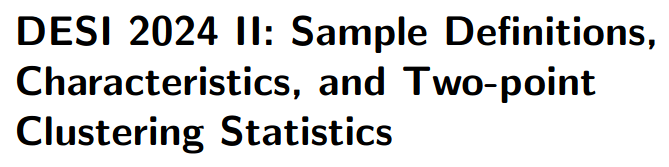 DESI 2024 II: Sample Definitions,
Characteristics, and Two-point
Clustering Statistics